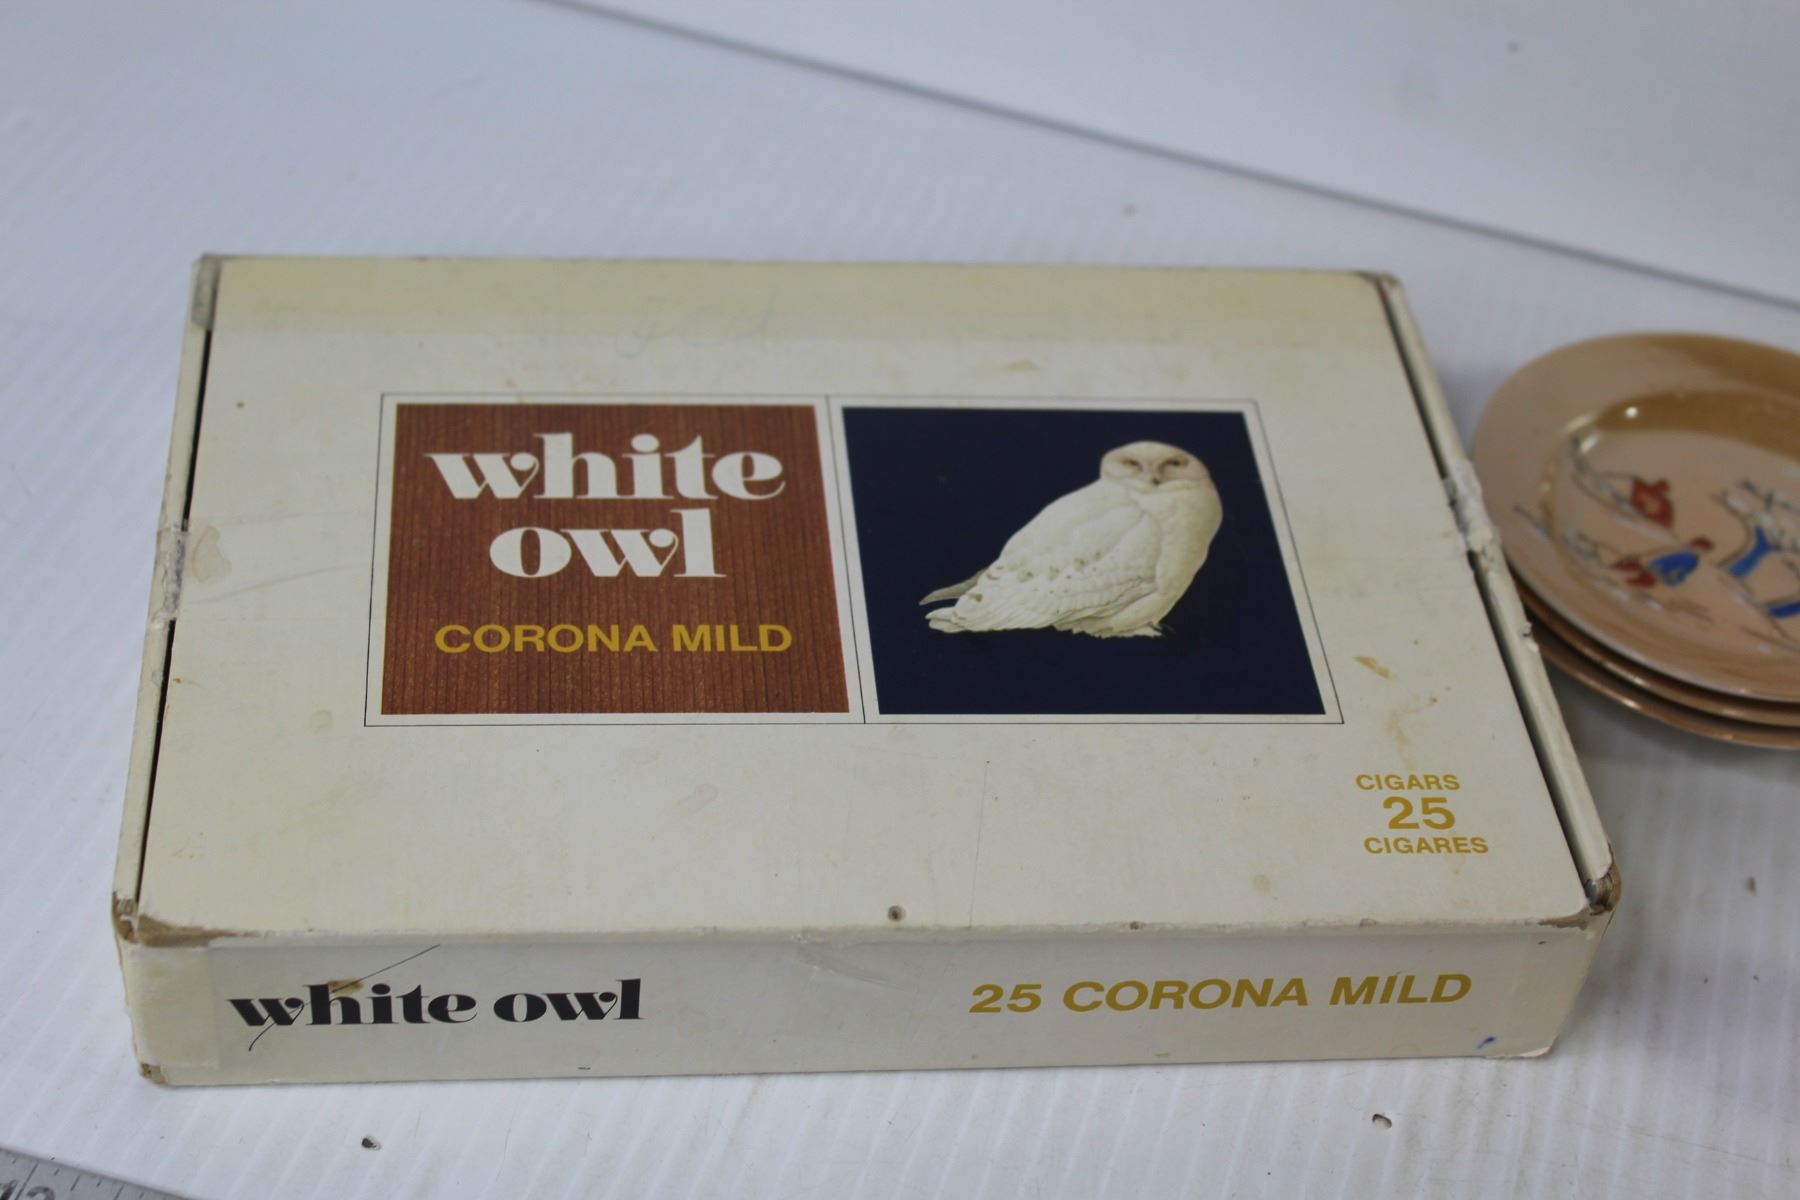 white
owl
CORONA MILD
CIGARS
25
CIGARES
white owl
25 CORONA MILD